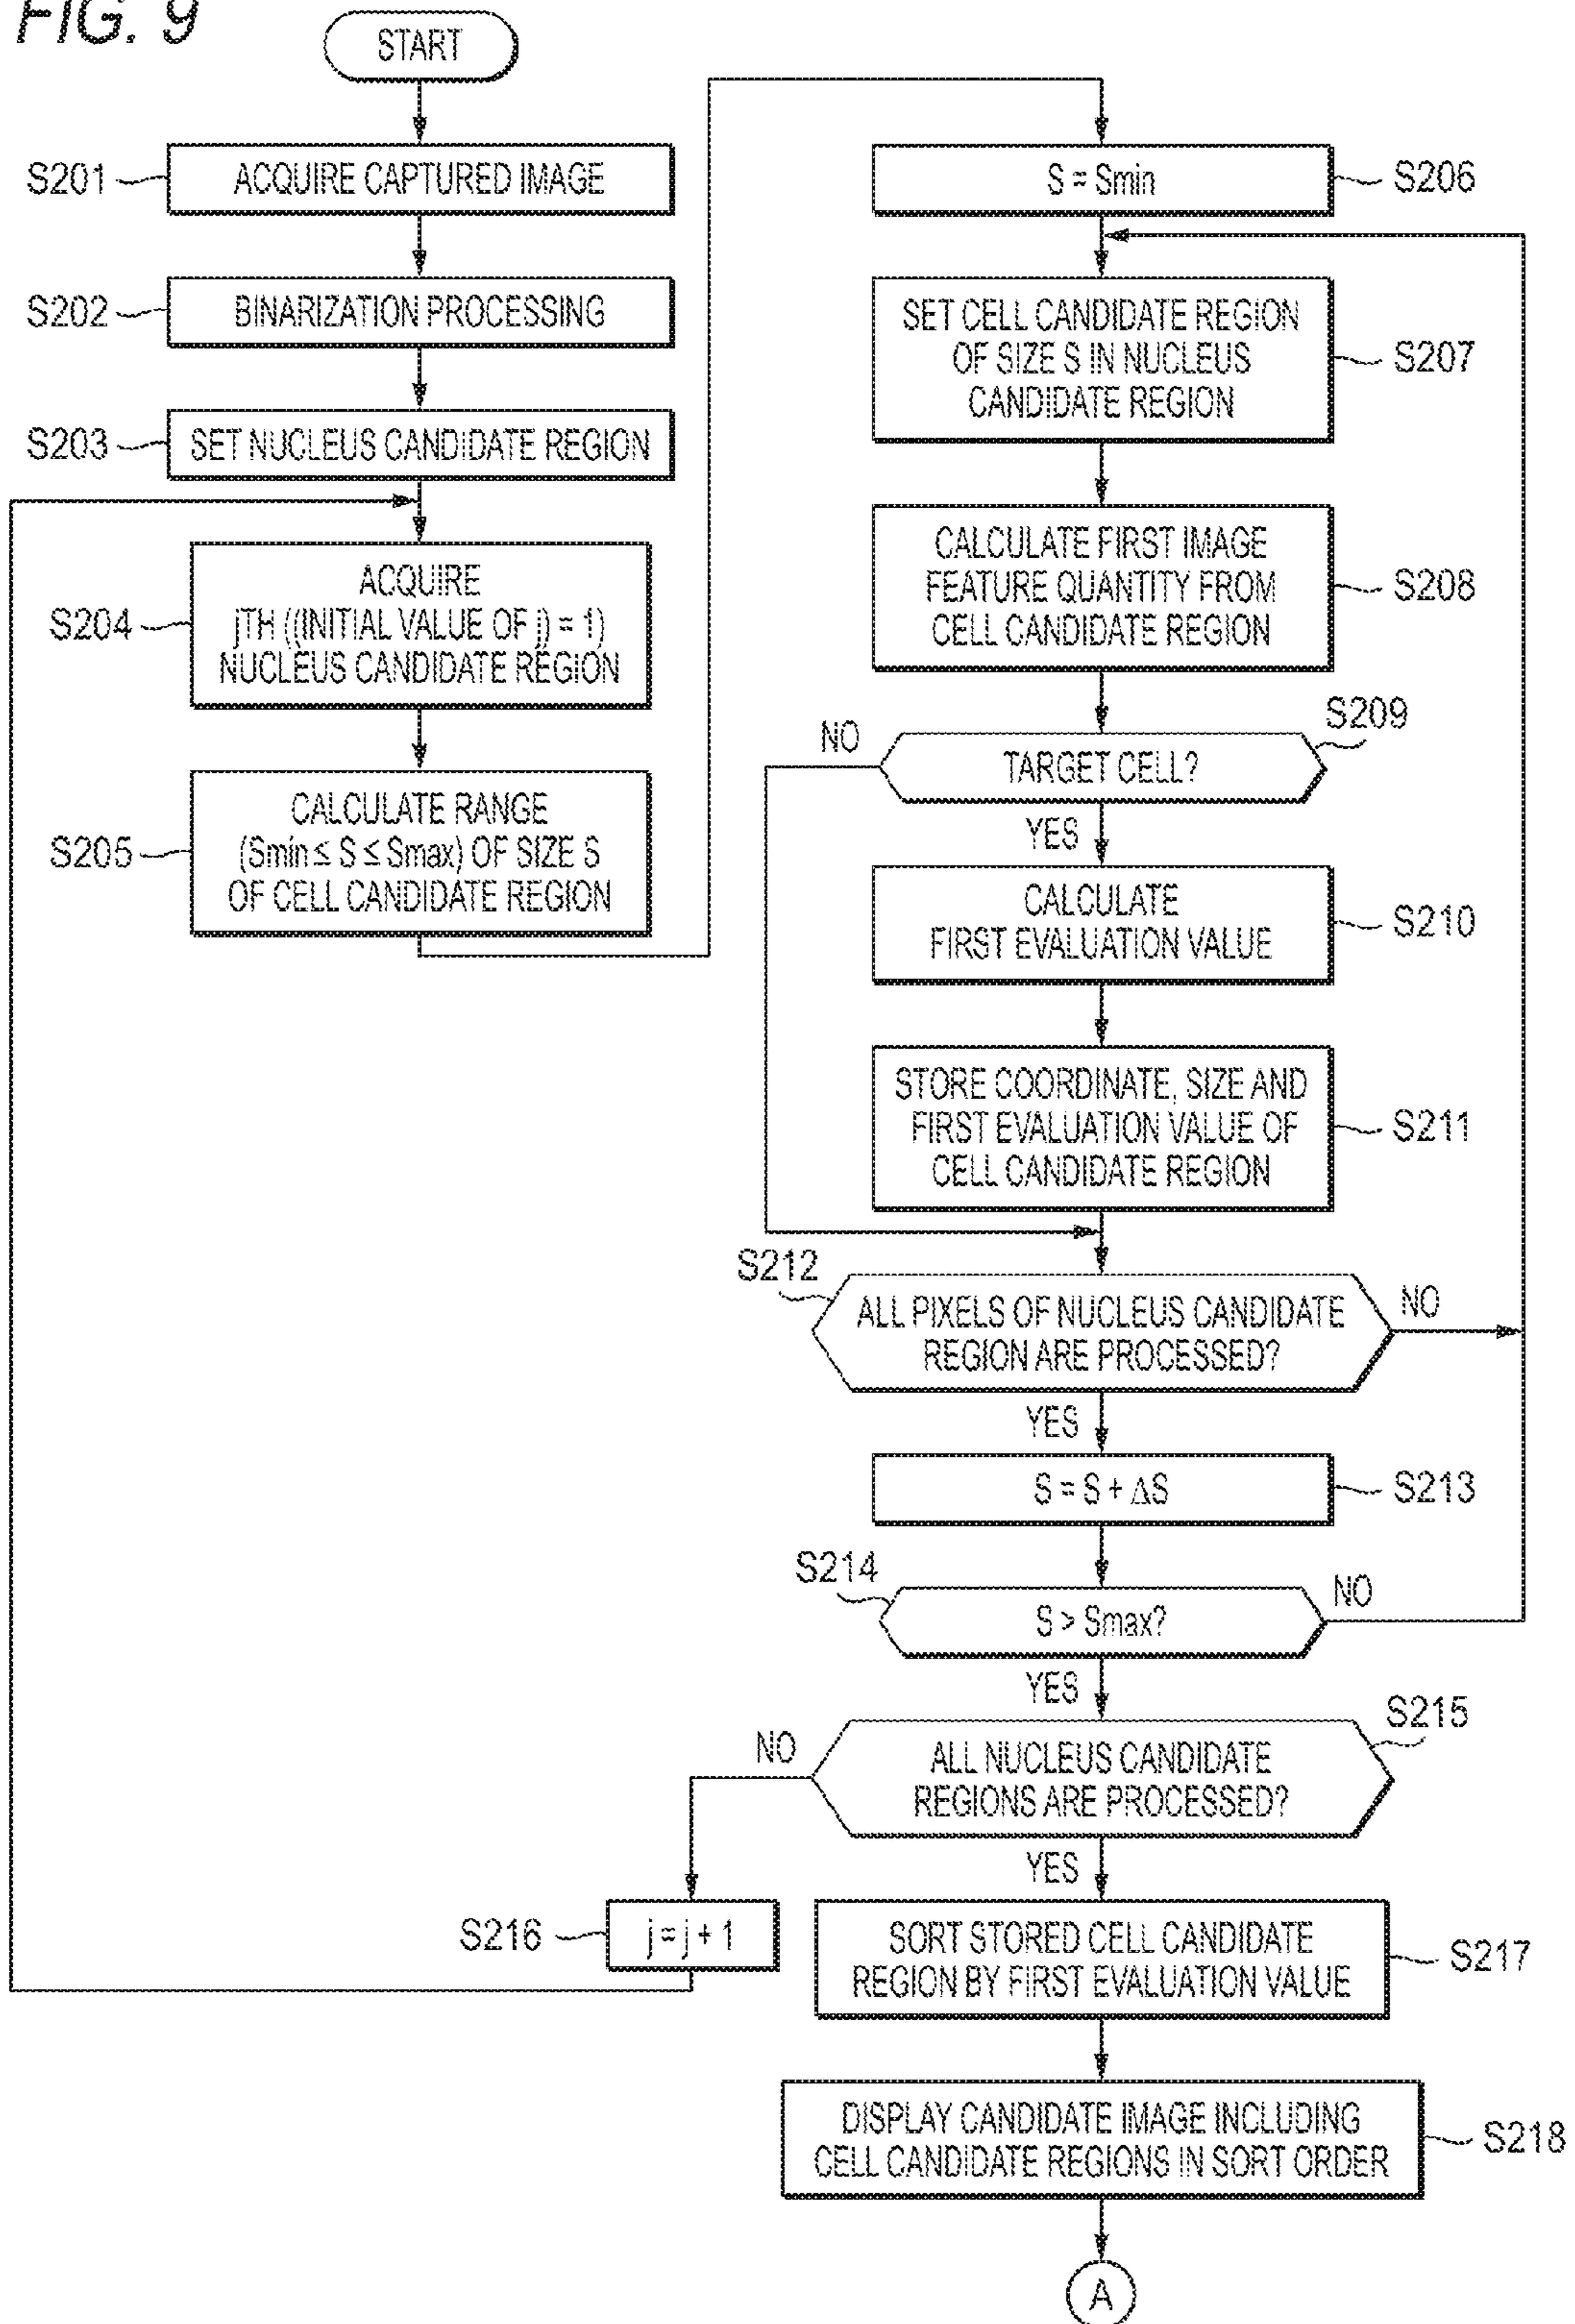 FIG. 9
START
S201
ACQUIRE CAPTURED IMAGE
S202
BINARIZATION PROCESSING
S203
SET NUCLEUS CANDIDATE REGION
S204
ACQUIRE
jTH ((INITIAL VALUE OF j) = 1)
NUCLEUS CANDIDATE REGION
S205
CALCULATE RANGE
(Smin ≤ S ≤ Smax) OF SIZE S
OF CELL CANDIDATE REGION
S = Smin
S206
SET CELL CANDIDATE REGION
OF SIZE S IN NUCLEUS
CANDIDATE REGION
S207
CALCULATE FIRST IMAGE
FEATURE QUANTITY FROM
CELL CANDIDATE REGION
S208
S209
NO
TARGET CELL?
YES
CALCULATE
FIRST EVALUATION VALUE
S210
STORE COORDINATE, SIZE AND
FIRST EVALUATION VALUE OF
CELL CANDIDATE REGION
S211
S212
ALL PIXELS OF NUCLEUS CANDIDATE
REGION ARE PROCESSED?
NO
YES
S = S + ΔS
S213
S214
S > Smax?
NO
YES
S215
NO
ALL NUCLEUS CANDIDATE
REGIONS ARE PROCESSED?
YES
S216
j = j + 1
SORT STORED CELL CANDIDATE
REGION BY FIRST EVALUATION VALUE
S217
DISPLAY CANDIDATE IMAGE INCLUDING
CELL CANDIDATE REGIONS IN SORT ORDER
S218
A